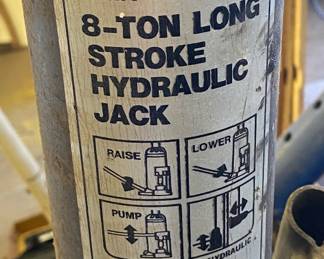 8-TON LONG
STROKE
HYDRAULIC
JACK
RAISE
LOWER
PUMP
HYDRAULIC